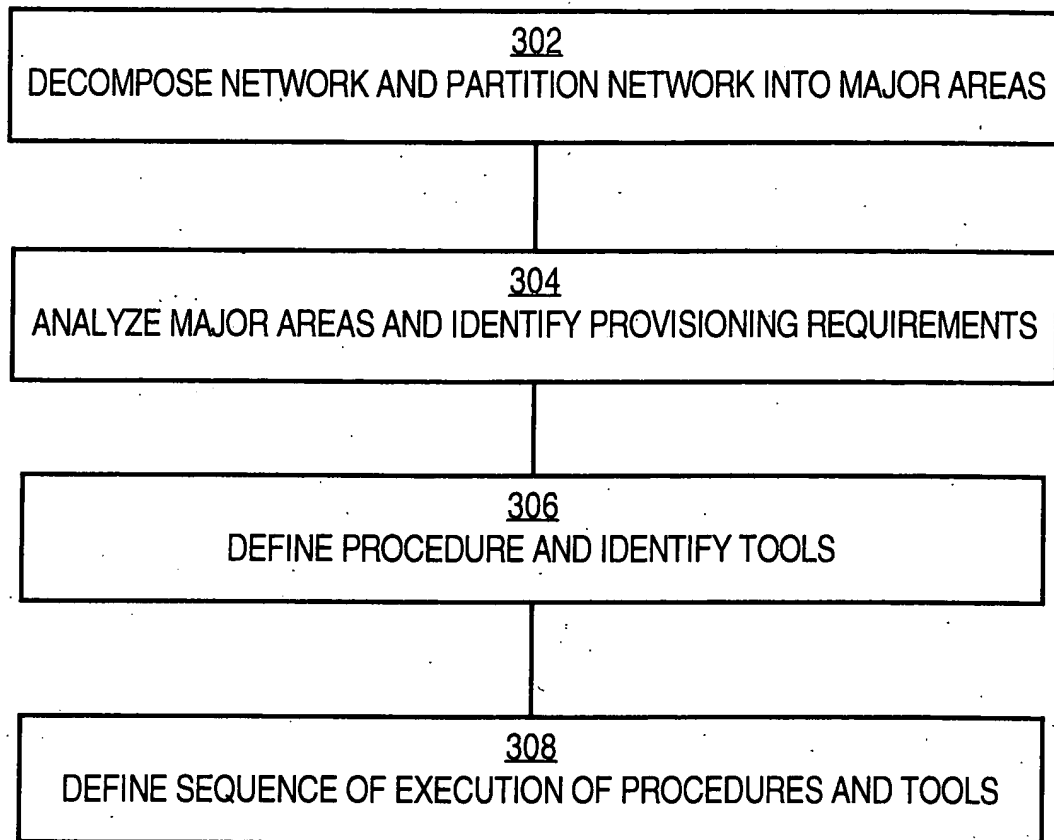 302
DECOMPOSE NETWORK AND PARTITION NETWORK INTO MAJOR AREAS
304
ANALYZE MAJOR AREAS AND IDENTIFY PROVISIONING REQUIREMENTS
306
DEFINE PROCEDURE AND IDENTIFY TOOLS
308
DEFINE SEQUENCE OF EXECUTION OF PROCEDURES AND TOOLS